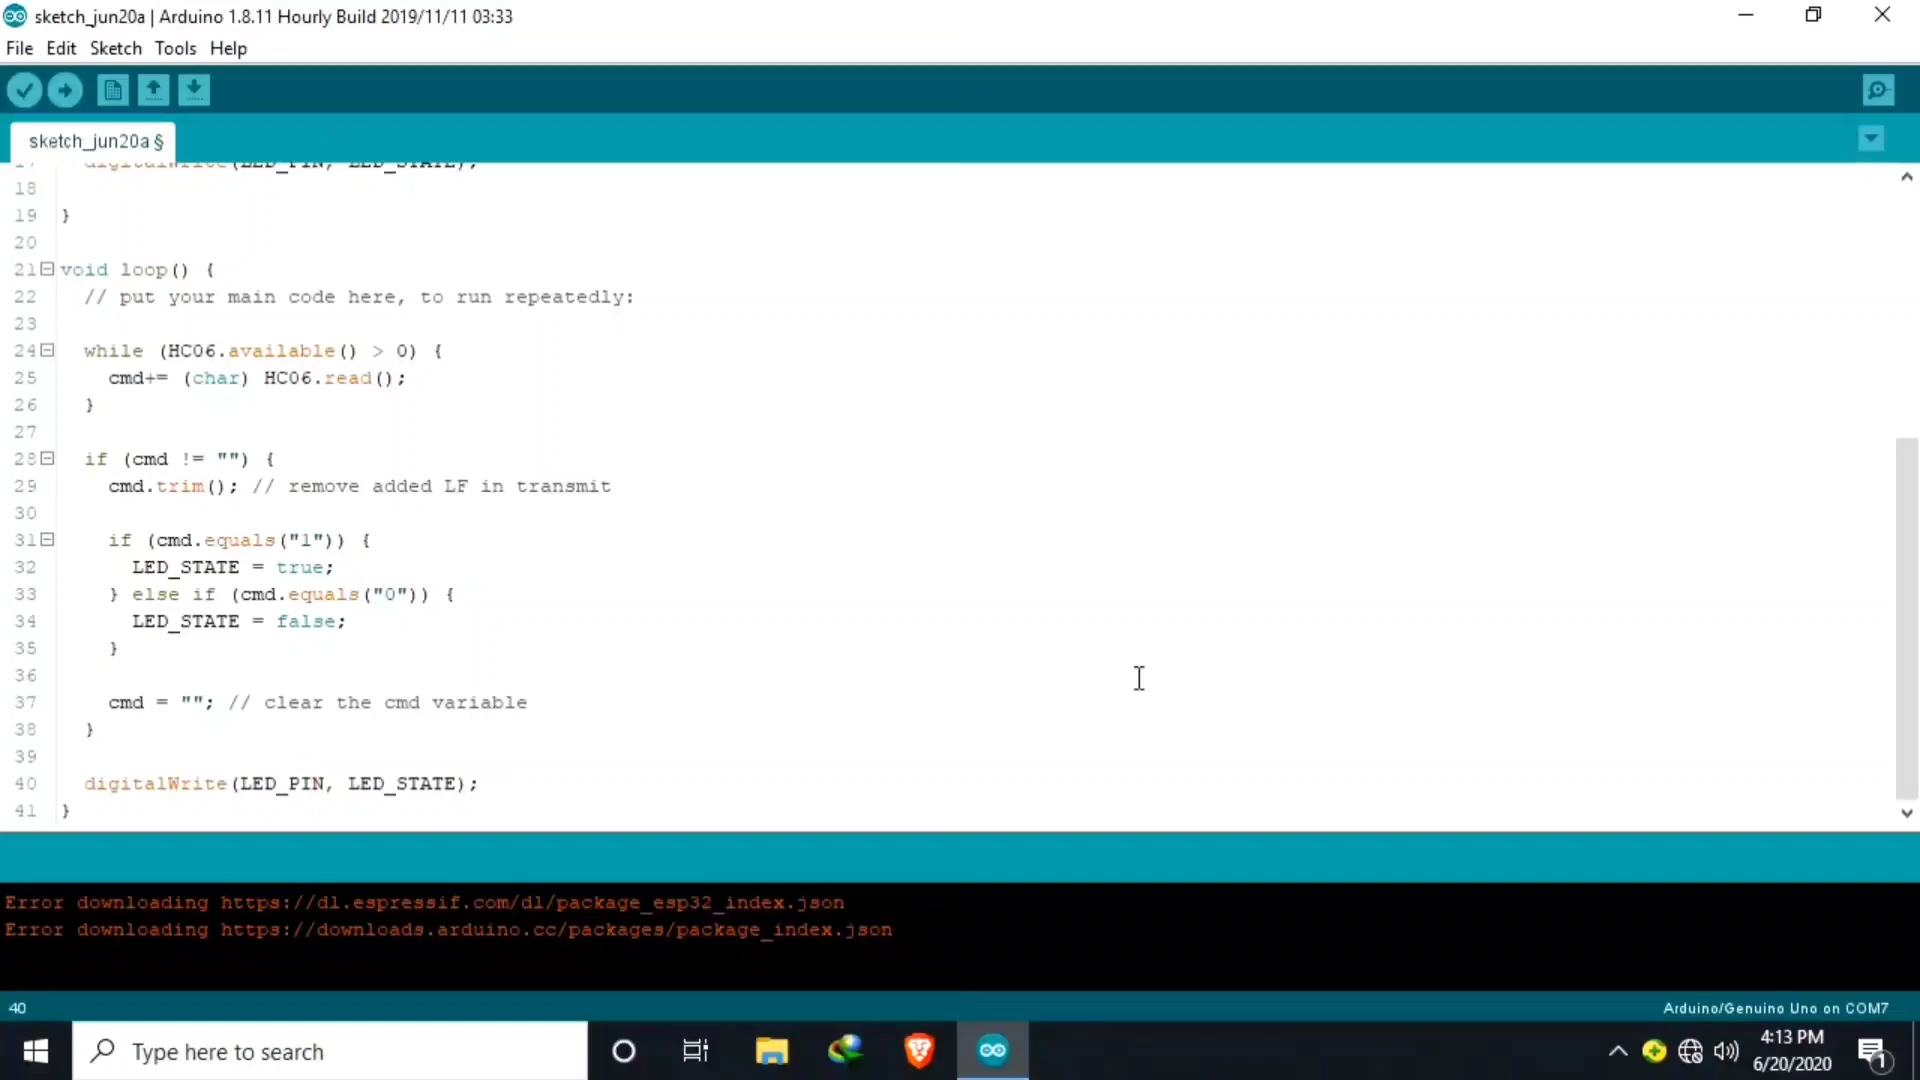 sketch_jun20a | Arduino 1.8.11 Hourly Build 2019/11/11 03:33
File Edit Sketch Tools Help
sketch_jun20a §
17 digitalWrite(LED_PIN, LED_STATE);
18
19 }
20
21 void loop() {
22 // put your main code here, to run repeatedly:
23
24 while (HC06.available() > 0) {
25 cmd+= (char) HC06.read();
26 }
27
28 if (cmd != "") {
29 cmd.trim(); // remove added LF in transmit
30
31 if (cmd.equals("1")) {
32 LED_STATE = true;
33 } else if (cmd.equals("0")) {
34 LED_STATE = false;
35 }
36
37 cmd = ""; // clear the cmd variable
38 }
39
40 digitalWrite(LED_PIN, LED_STATE);
41 }
Error downloading https://dl.espressif.com/dl/package_esp32_index.json
Error downloading https://downloads.arduino.cc/packages/package_index.json
40 Arduino/Genuino Uno on COM7
Type here to search
4:13 PM
6/20/2020
1